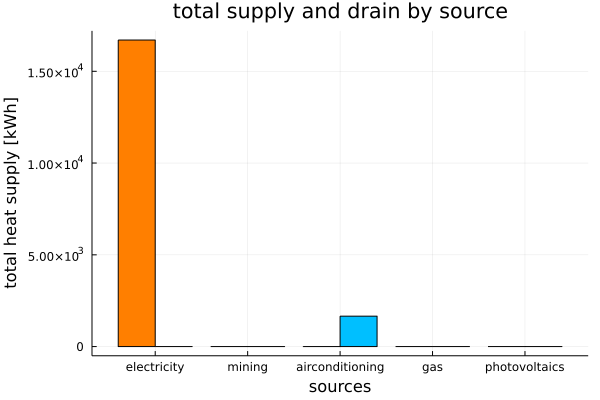 total supply and drain by source
total heat supply [kWh]
1.50×10⁴
1.00×10⁴
5.00×10³
0
electricity mining airconditioning gas photovoltaics
sources